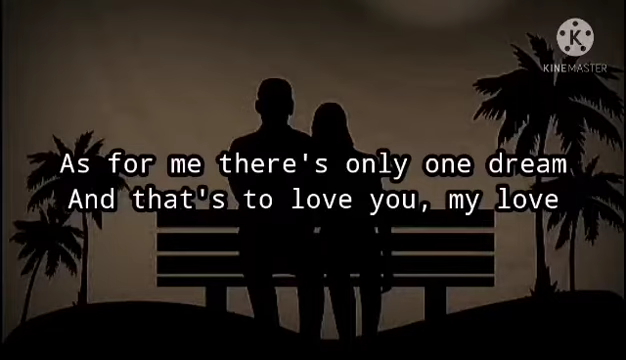 KINEMASTER
As for me there's only one dream
And that's to love you, my love